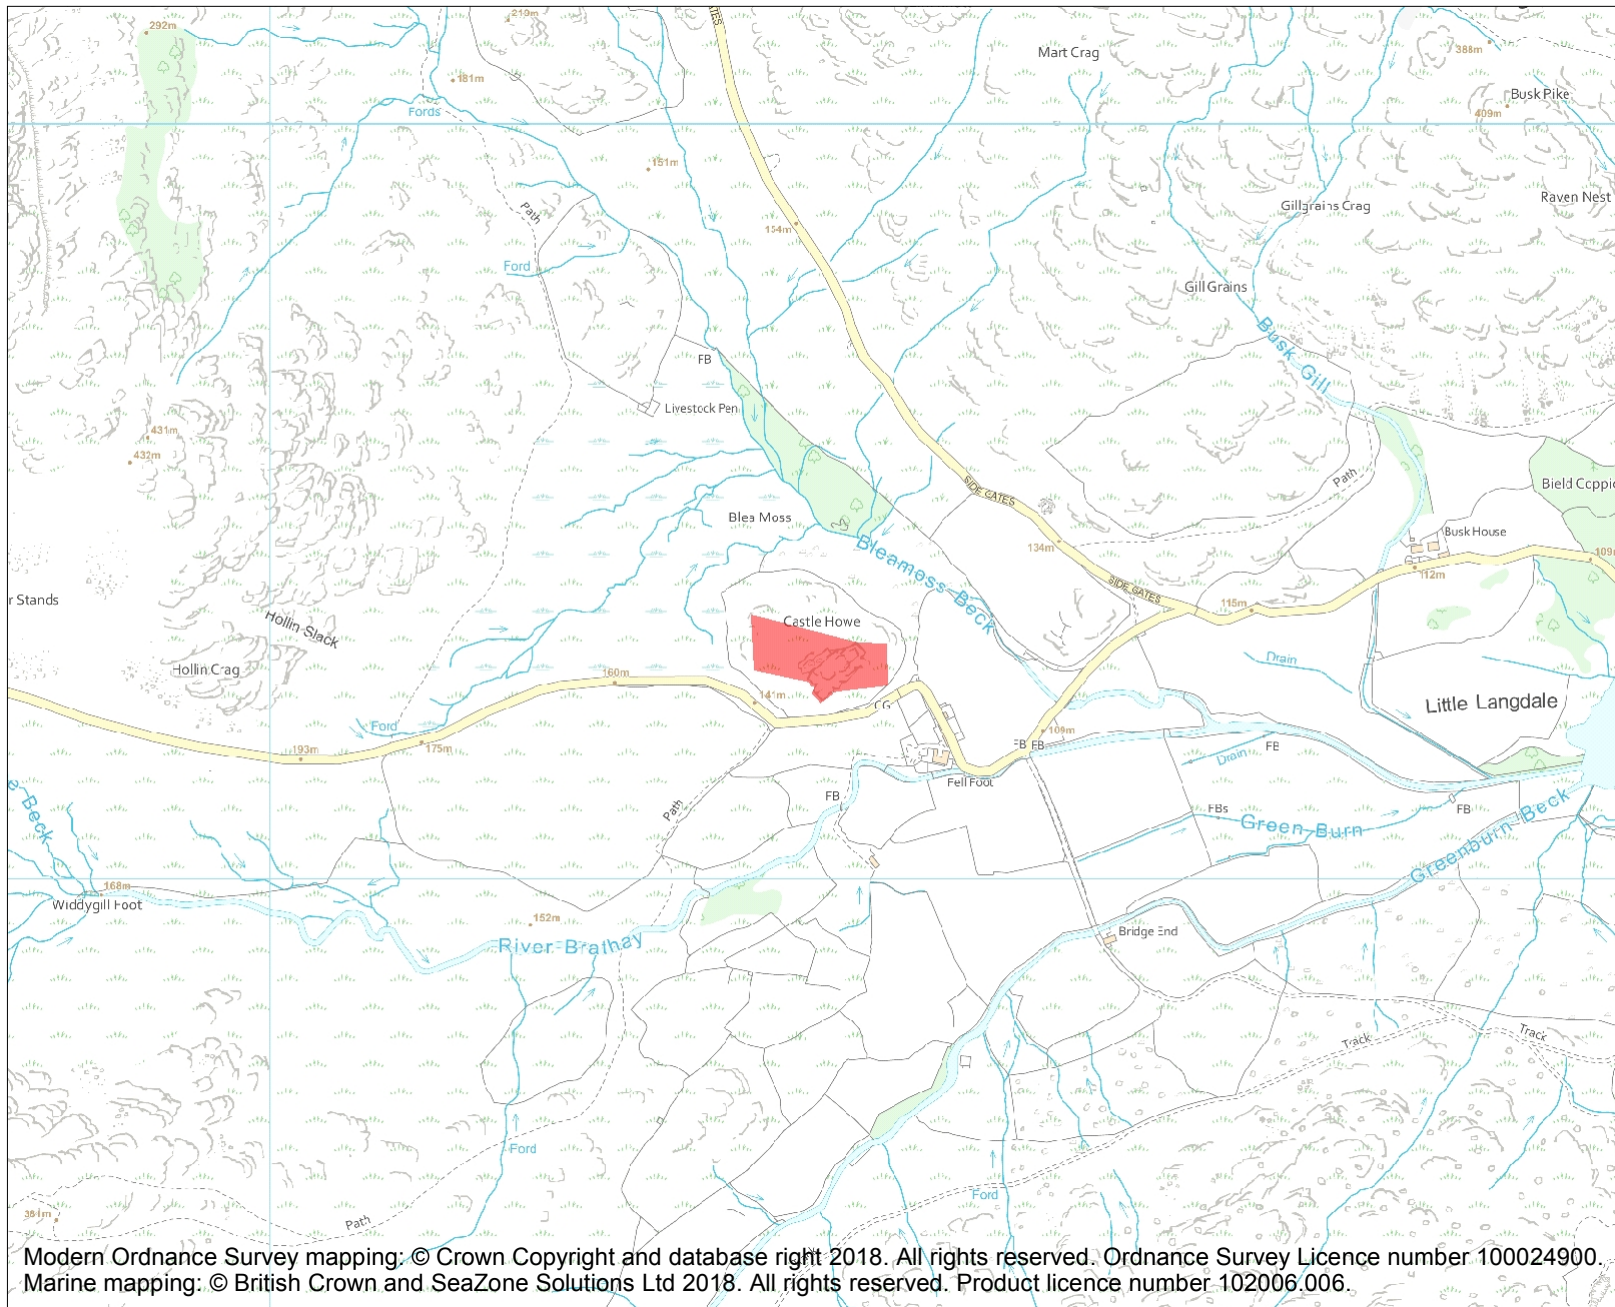 292m
219m
Mart Crag
388m
181m
Busk Pike
409m
Fords
151m
Path
Raven Nest
Gillgrains Crag
154m
Ford
Gill Grains
Busk Gill
FB
Livestock Pen
431m
432m
Path
SIDE GATES
Bield Coppic
Blea Moss
Busk House
134m
Bleamoss Beck
109m
112m
SIDE GATES
r Stands
115m
Hollin Slack
Castle Howe
Drain
Hollin Crag
160m
141m
Little Langdale
CG
Ford
109m
193m
175m
FB FB
FB
Drain
Fell Foot
e Beck
FB
Path
FBs
FB
Green Burn
Greenburn Beck
168m
Widdygill Foot
152m
River Brathay
Bridge End
Track
Track
Ford
Ford
381m
Path
Modern Ordnance Survey mapping: © Crown Copyright and database right 2018. All rights reserved. Ordnance Survey Licence number 100024900.
Marine mapping: © British Crown and SeaZone Solutions Ltd 2018. All rights reserved. Product licence number 102006.006.